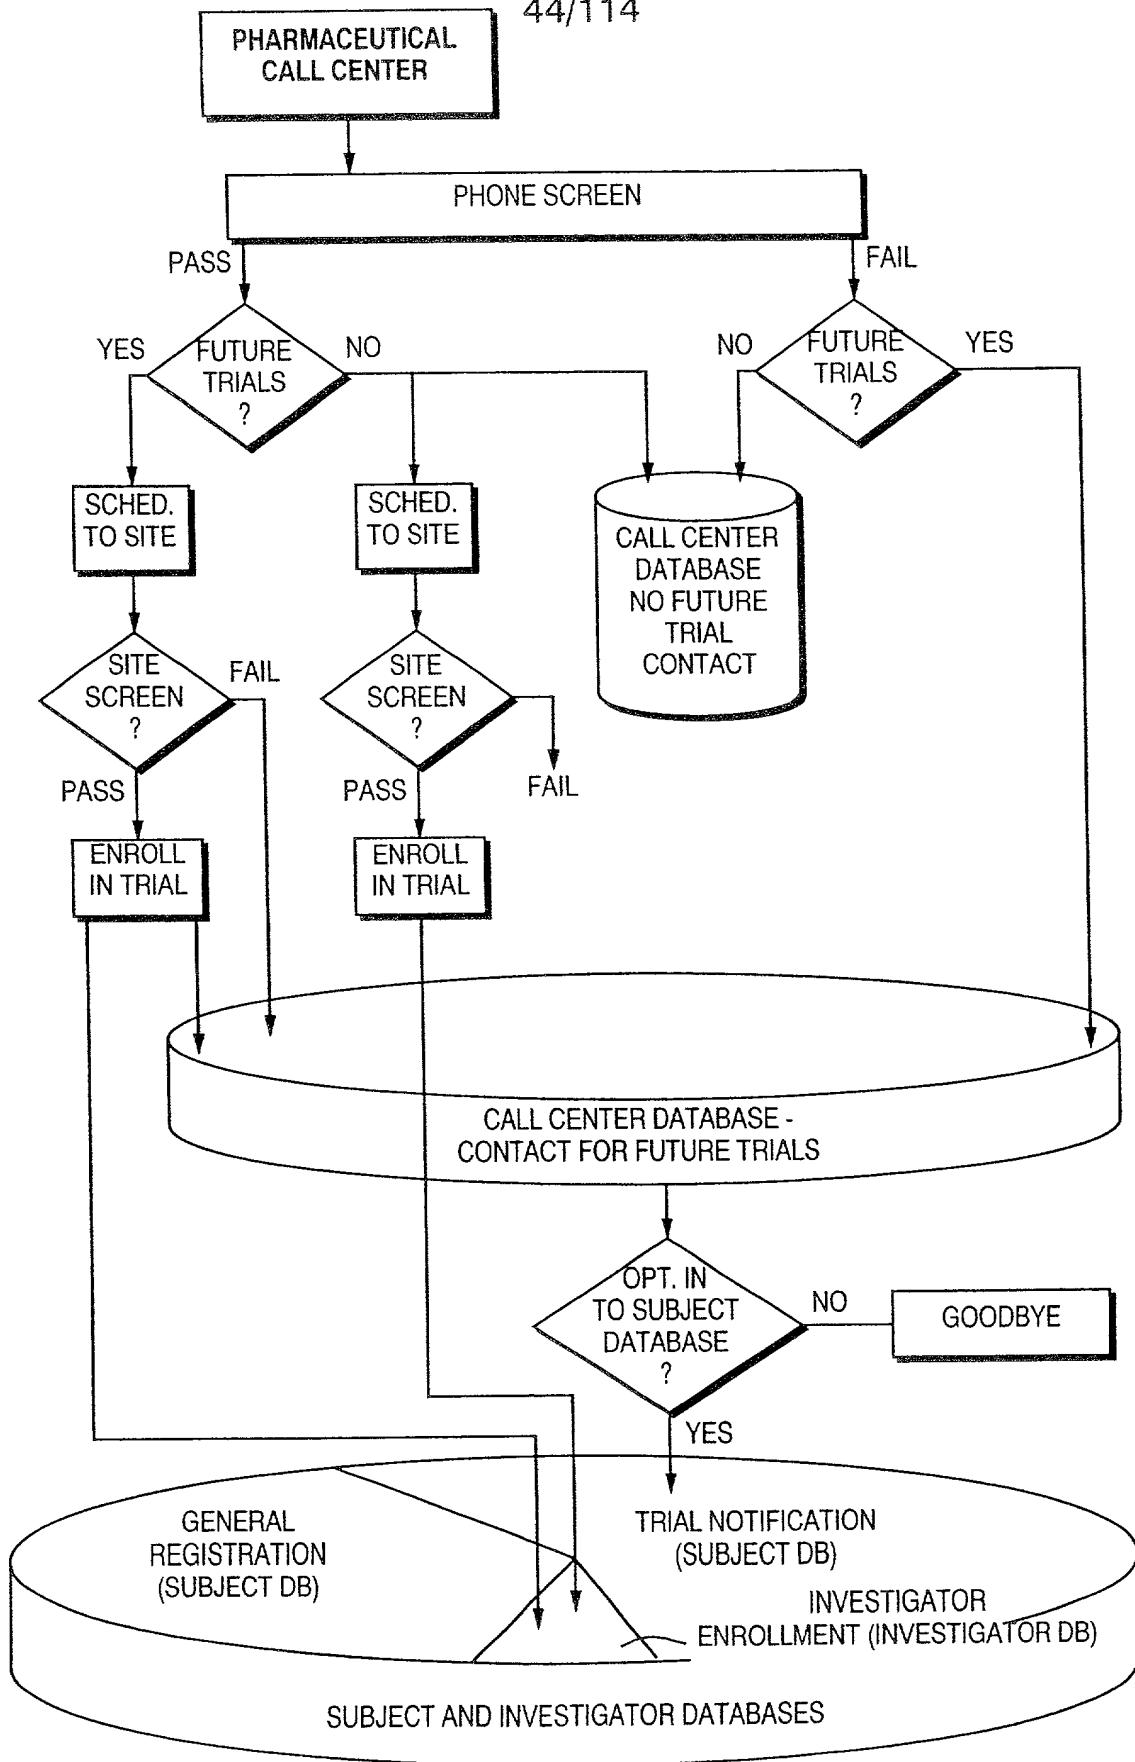 44/114
PHARMACEUTICAL
CALL CENTER
PHONE SCREEN
PASS
FAIL
YES
FUTURE
TRIALS
?
NO
NO
FUTURE
TRIALS
?
YES
SCHED.
TO SITE
SCHED.
TO SITE
CALL CENTER
DATABASE
NO FUTURE
TRIAL
CONTACT
SITE
SCREEN
?
FAIL
SITE
SCREEN
?
FAIL
PASS
PASS
ENROLL
IN TRIAL
ENROLL
IN TRIAL
CALL CENTER DATABASE -
CONTACT FOR FUTURE TRIALS
OPT. IN
TO SUBJECT
DATABASE
?
NO
GOODBYE
YES
GENERAL
REGISTRATION
(SUBJECT DB)
TRIAL NOTIFICATION
(SUBJECT DB)
INVESTIGATOR
ENROLLMENT (INVESTIGATOR DB)
SUBJECT AND INVESTIGATOR DATABASES